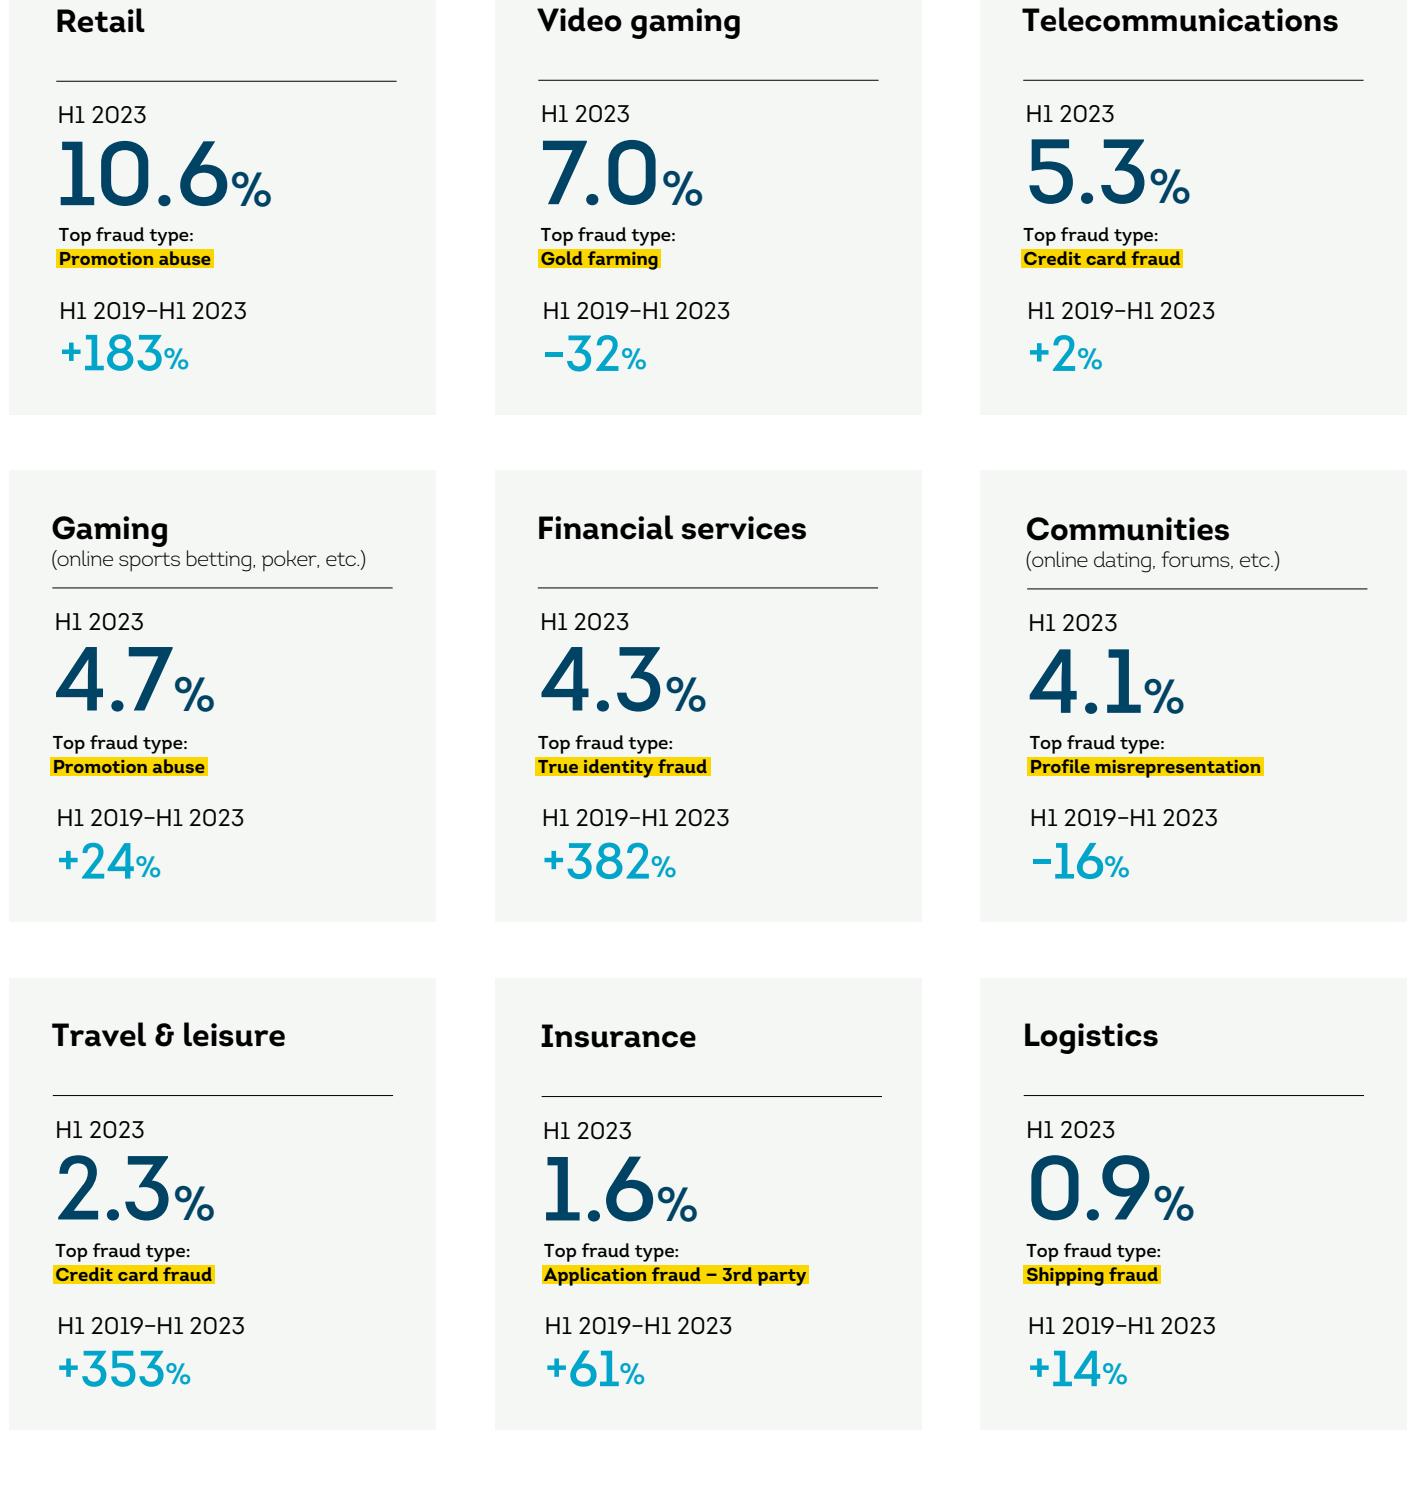 Retail
H1 2023
10.6%
Top fraud type:
Promotion abuse
H1 2019–H1 2023
+183%
Video gaming
H1 2023
7.0%
Top fraud type:
Gold farming
H1 2019–H1 2023
-32%
Telecommunications
H1 2023
5.3%
Top fraud type:
Credit card fraud
H1 2019–H1 2023
+2%
Gaming
(online sports betting, poker, etc.)
H1 2023
4.7%
Top fraud type:
Promotion abuse
H1 2019–H1 2023
+24%
Financial services
H1 2023
4.3%
Top fraud type:
True identity fraud
H1 2019–H1 2023
+382%
Communities
(online dating, forums, etc.)
H1 2023
4.1%
Top fraud type:
Profile misrepresentation
H1 2019–H1 2023
-16%
Travel & leisure
H1 2023
2.3%
Top fraud type:
Credit card fraud
H1 2019–H1 2023
+353%
Insurance
H1 2023
1.6%
Top fraud type:
Application fraud – 3rd party
H1 2019–H1 2023
+61%
Logistics
H1 2023
0.9%
Top fraud type:
Shipping fraud
H1 2019–H1 2023
+14%